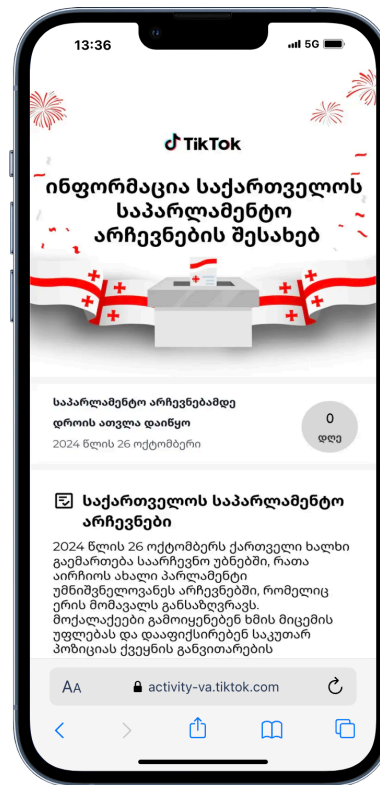 13:36
5G
TikTok
ინფორმაცია საქართველოს
საპარლამენტო
არჩევნების შესახებ
საპარლამენტო არჩევნებამდე
დროის ათვლა დაიწყო
2024 წლის 26 ოქტომბერი
0
დღე
საქართველოს საპარლამენტო
არჩევნები
2024 წლის 26 ოქტომბერს ქართველი ხალხი
გაემართება საარჩევნო უბნებში, რათა
აირჩიოს ახალი პარლამენტი
უმნიშვნელოვანეს არჩევნებში, რომელიც
ერის მომავალს განსაზღვრავს.
მოქალაქეები გამოიყენებენ ხმის მიცემის
უფლებას და დააფიქსირებენ საკუთარ
პოზიციას ქვეყნის განვითარების
AA
activity-va.tiktok.com